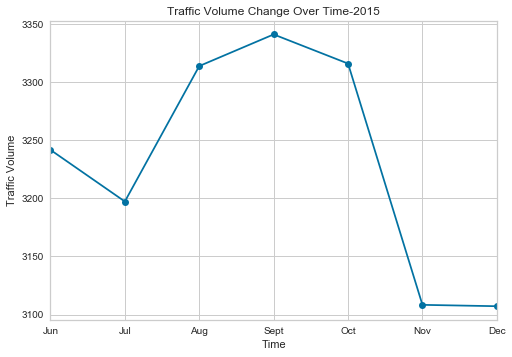 Traffic Volume Change Over Time-2015
Traffic Volume
3350
3300
3250
3200
3150
3100
Jun Jul Aug Sept Oct Nov Dec
Time